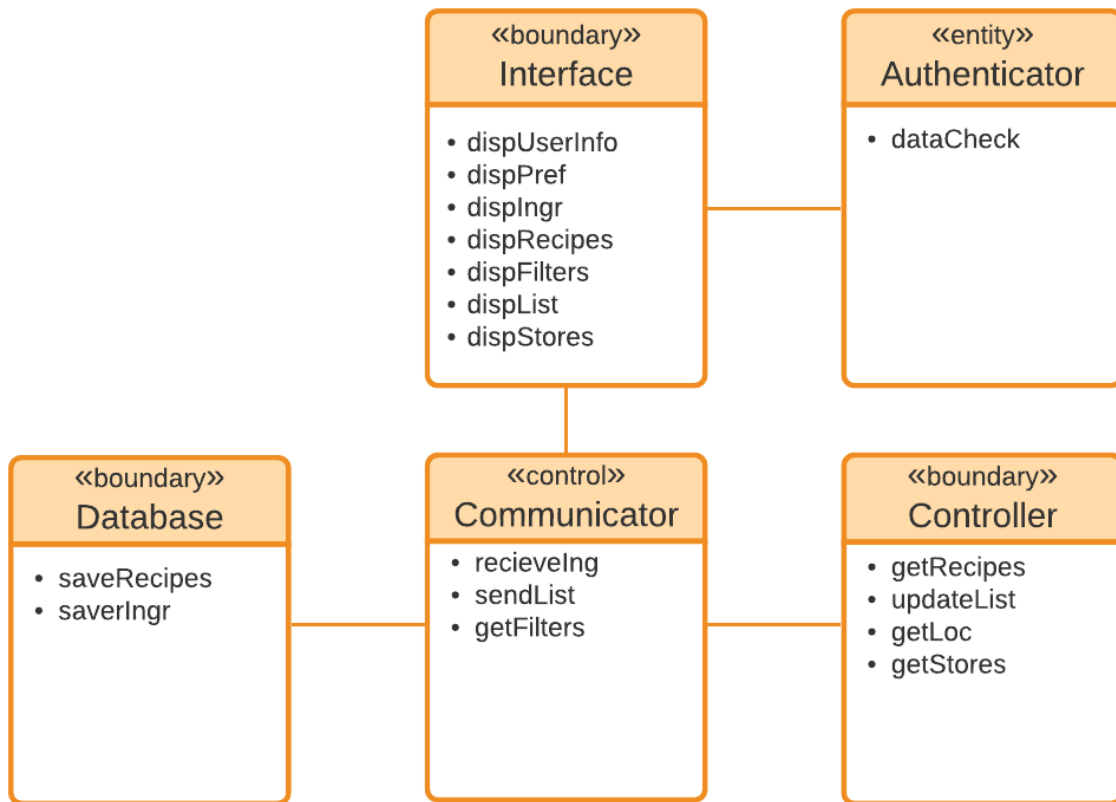 «boundary»
Interface
• dispUserInfo
• dispPref
• dispIngr
• dispRecipes
• dispFilters
• dispList
• dispStores
«entity»
Authenticator
• dataCheck
«boundary»
Database
• saveRecipes
• saverIngr
«control»
Communicator
• recieveIng
• sendList
• getFilters
«boundary»
Controller
• getRecipes
• updateList
• getLoc
• getStores